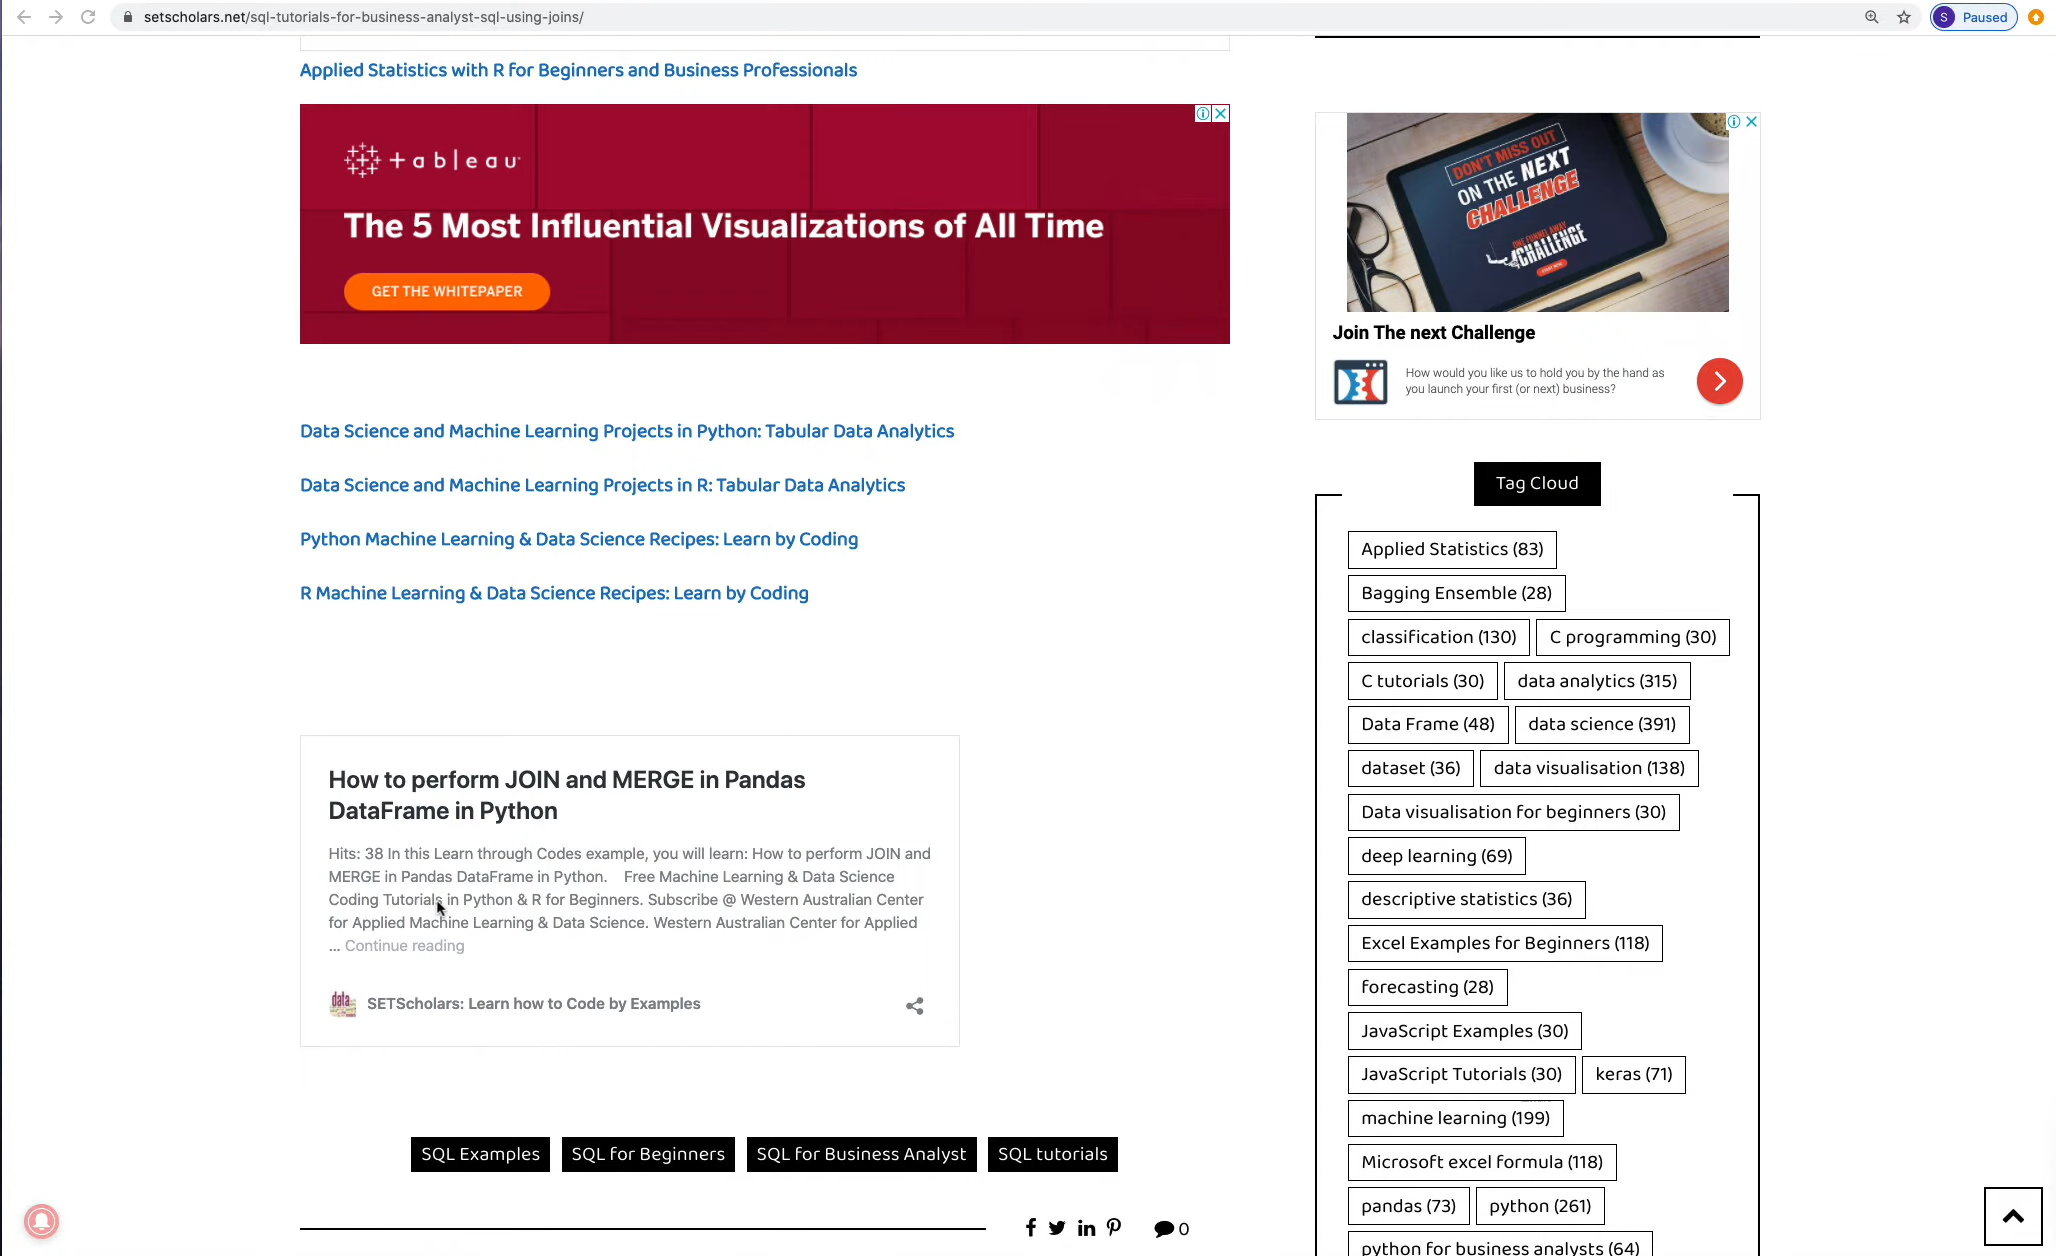 setscholars.net/sql-tutorials-for-business-analyst-sql-using-joins/
S Paused
Applied Statistics with R for Beginners and Business Professionals
+ableau
The 5 Most Influential Visualizations of All Time
GET THE WHITEPAPER
Data Science and Machine Learning Projects in Python: Tabular Data Analytics
Data Science and Machine Learning Projects in R: Tabular Data Analytics
Python Machine Learning & Data Science Recipes: Learn by Coding
R Machine Learning & Data Science Recipes: Learn by Coding
How to perform JOIN and MERGE in Pandas
DataFrame in Python
Hits: 38 In this Learn through Codes example, you will learn: How to perform JOIN and
MERGE in Pandas DataFrame in Python. Free Machine Learning & Data Science
Coding Tutorials in Python & R for Beginners. Subscribe @ Western Australian Center
for Applied Machine Learning & Data Science. Western Australian Center for Applied
... Continue reading
data
SETScholars: Learn how to Code by Examples
SQL Examples
SQL for Beginners
SQL for Business Analyst
SQL tutorials
0
DON'T MISS OUT
ON THE NEXT
CHALLENGE
ONE FUNNEL AWAY
CHALLENGE
Join The next Challenge
How would you like us to hold you by the hand as
you launch your first (or next) business?
Tag Cloud
Applied Statistics (83)
Bagging Ensemble (28)
classification (130)
C programming (30)
C tutorials (30)
data analytics (315)
Data Frame (48)
data science (391)
dataset (36)
data visualisation (138)
Data visualisation for beginners (30)
deep learning (69)
descriptive statistics (36)
Excel Examples for Beginners (118)
forecasting (28)
JavaScript Examples (30)
JavaScript Tutorials (30)
keras (71)
machine learning (199)
Microsoft excel formula (118)
pandas (73)
python (261)
python for business analysts (64)